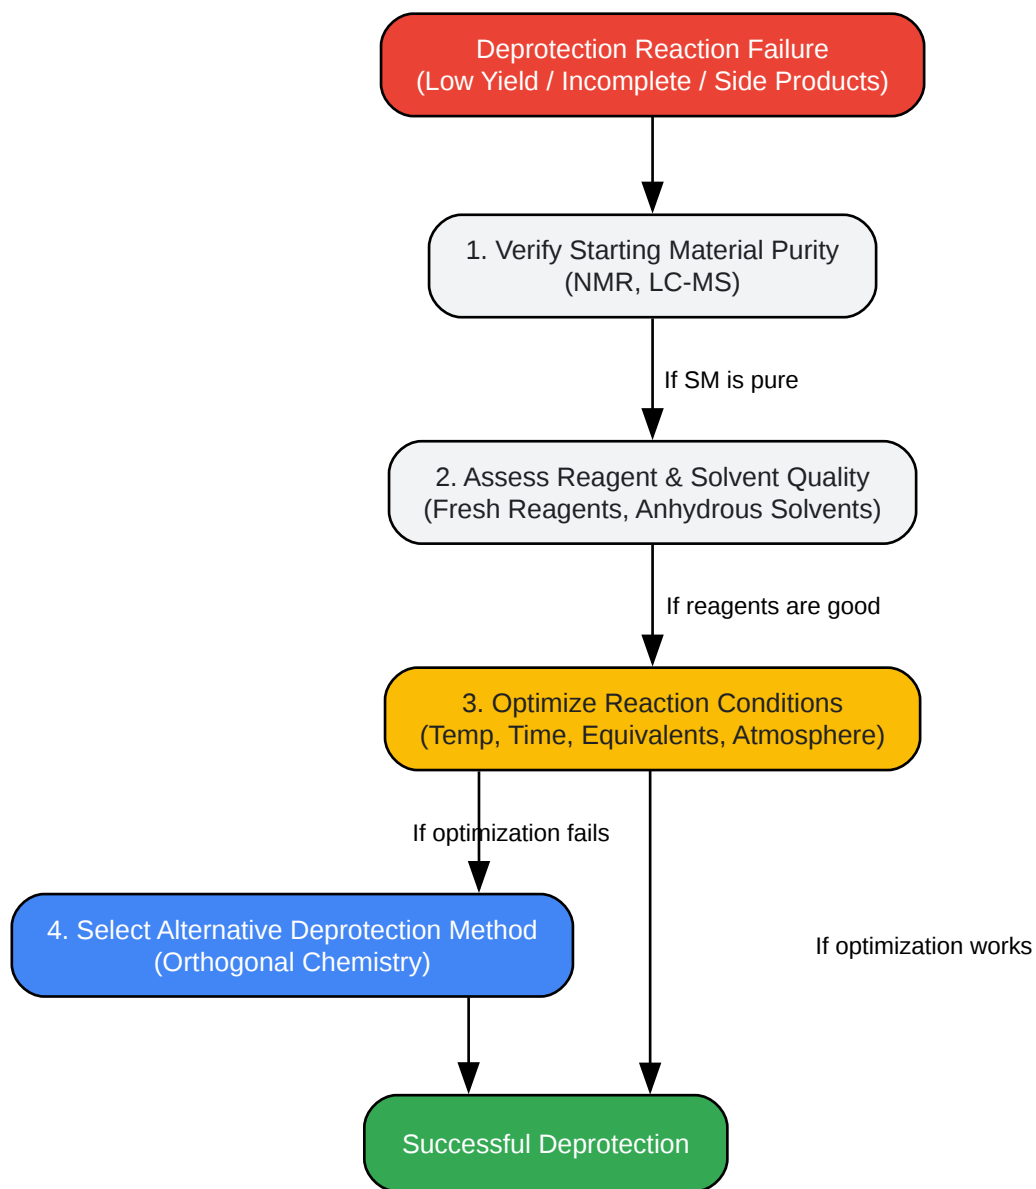 Deprotection Reaction Failure
(Low Yield / Incomplete / Side Products)
1. Verify Starting Material Purity
(NMR, LC-MS)
If SM is pure
2. Assess Reagent & Solvent Quality
(Fresh Reagents, Anhydrous Solvents)
If reagents are good
3. Optimize Reaction Conditions
(Temp, Time, Equivalents, Atmosphere)
If optimization fails
4. Select Alternative Deprotection Method
(Orthogonal Chemistry)
If optimization works
Successful Deprotection